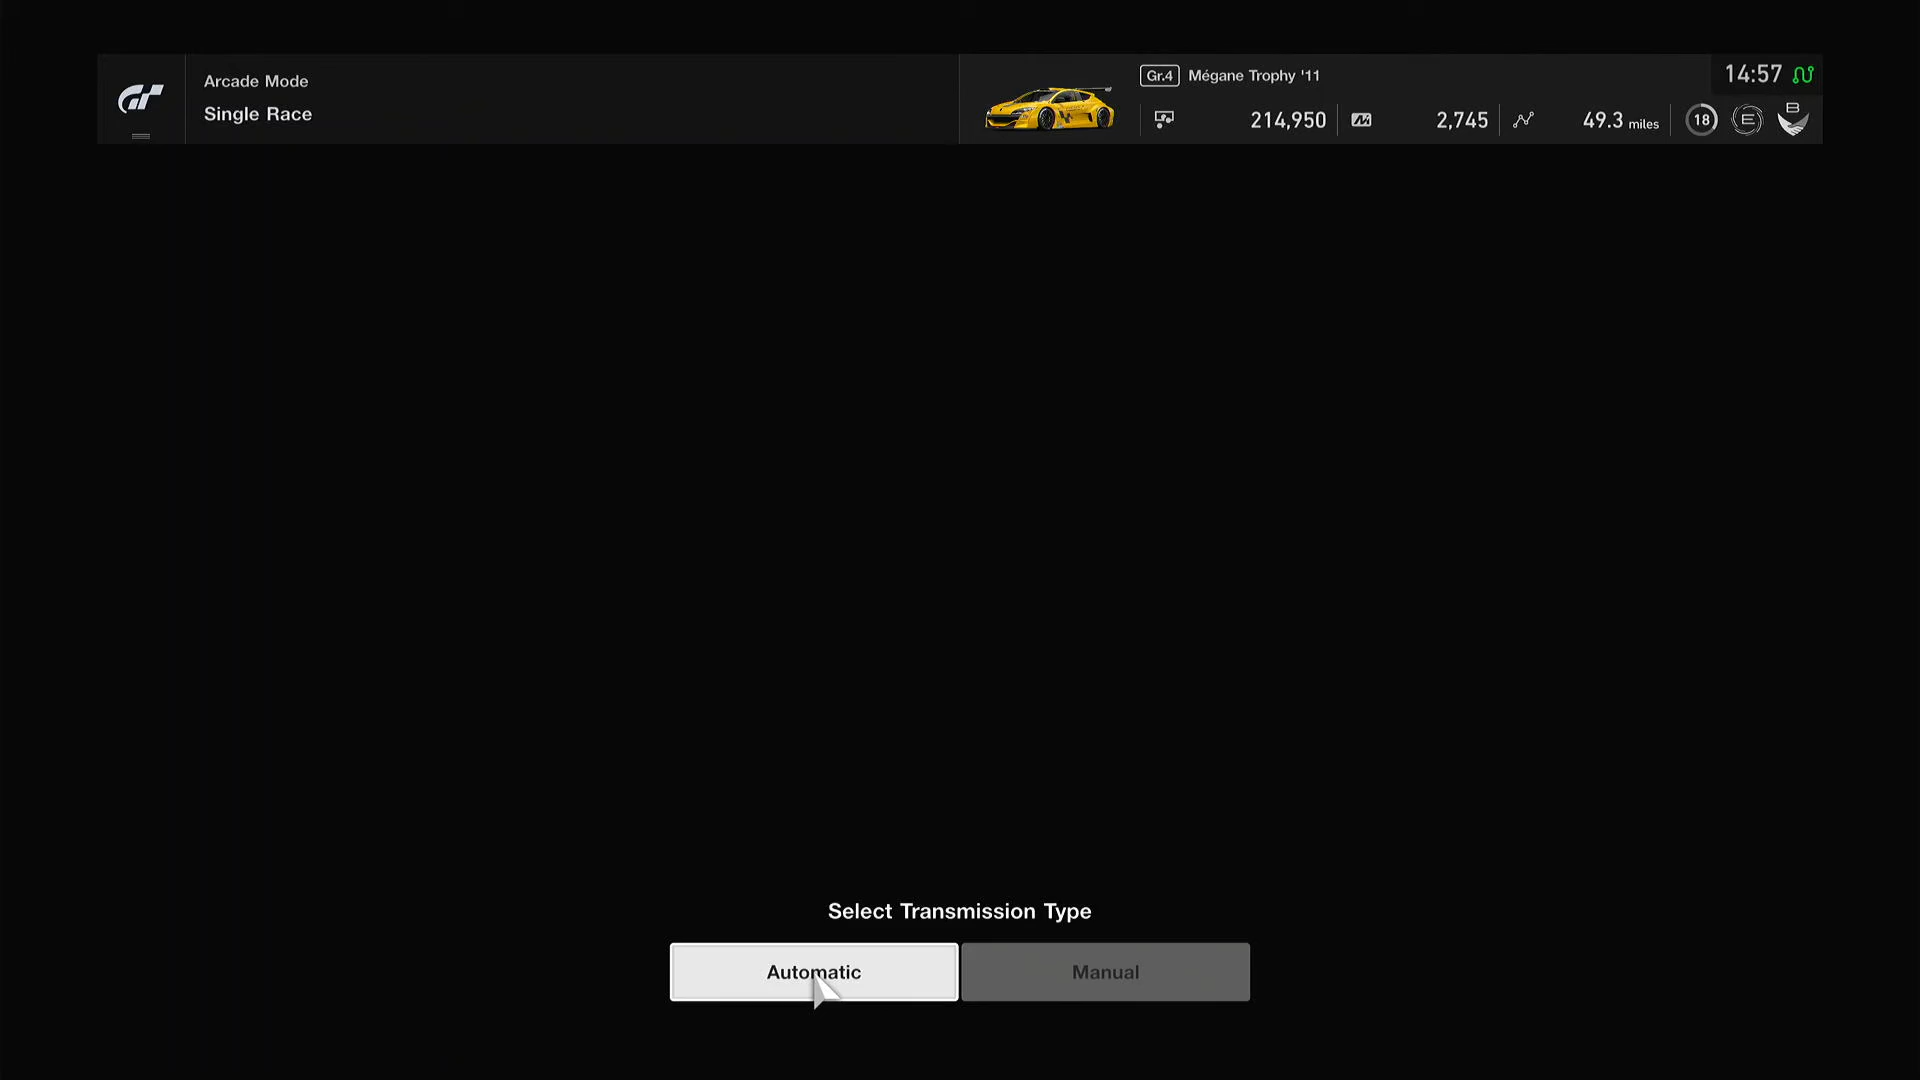 Arcade Mode
Single Race
Gr.4 Mégane Trophy '11
14:57
214,950 2,745 49.3 miles 18 E B
Select Transmission Type
Automatic Manual